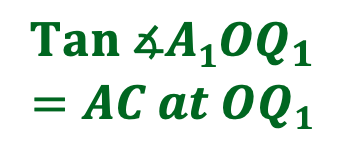 Tan ∡A₁OQ₁
= AC at OQ₁